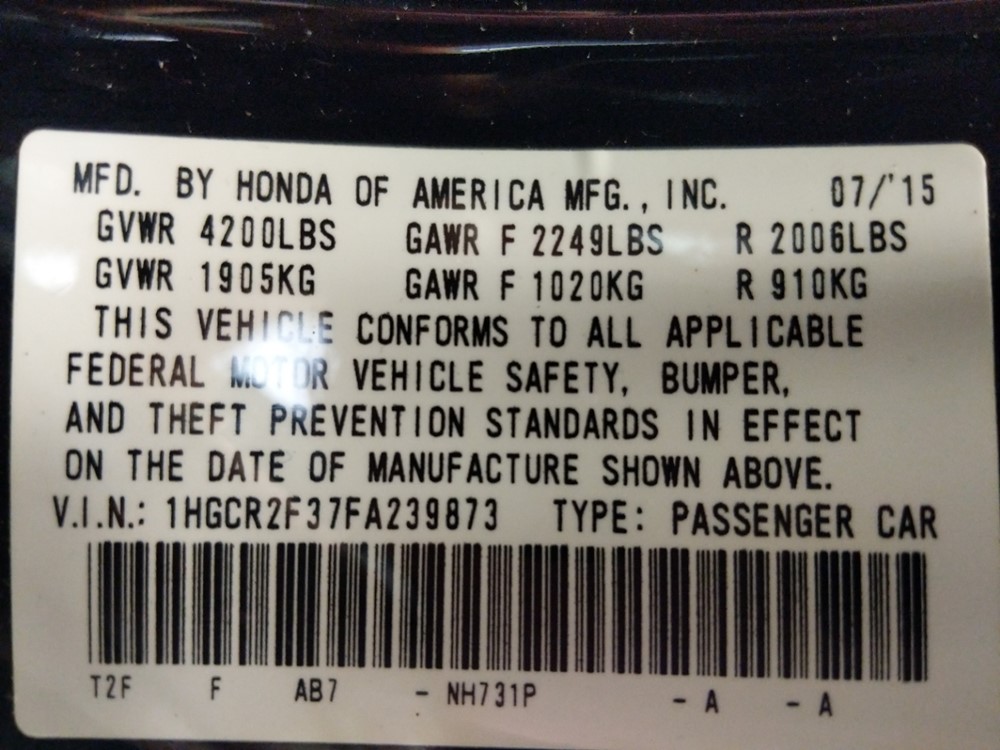 MFD. BY HONDA OF AMERICA MFG., INC. 07/'15
GVWR 4200LBS GAWR F 2249LBS R 2006LBS
GVWR 1905KG GAWR F 1020KG R 910KG
THIS VEHICLE CONFORMS TO ALL APPLICABLE
FEDERAL MOTOR VEHICLE SAFETY, BUMPER,
AND THEFT PREVENTION STANDARDS IN EFFECT
ON THE DATE OF MANUFACTURE SHOWN ABOVE.
V.I.N.: 1HGCR2F37FA239873 TYPE: PASSENGER CAR
T2F F AB7 - NH731P - A - A